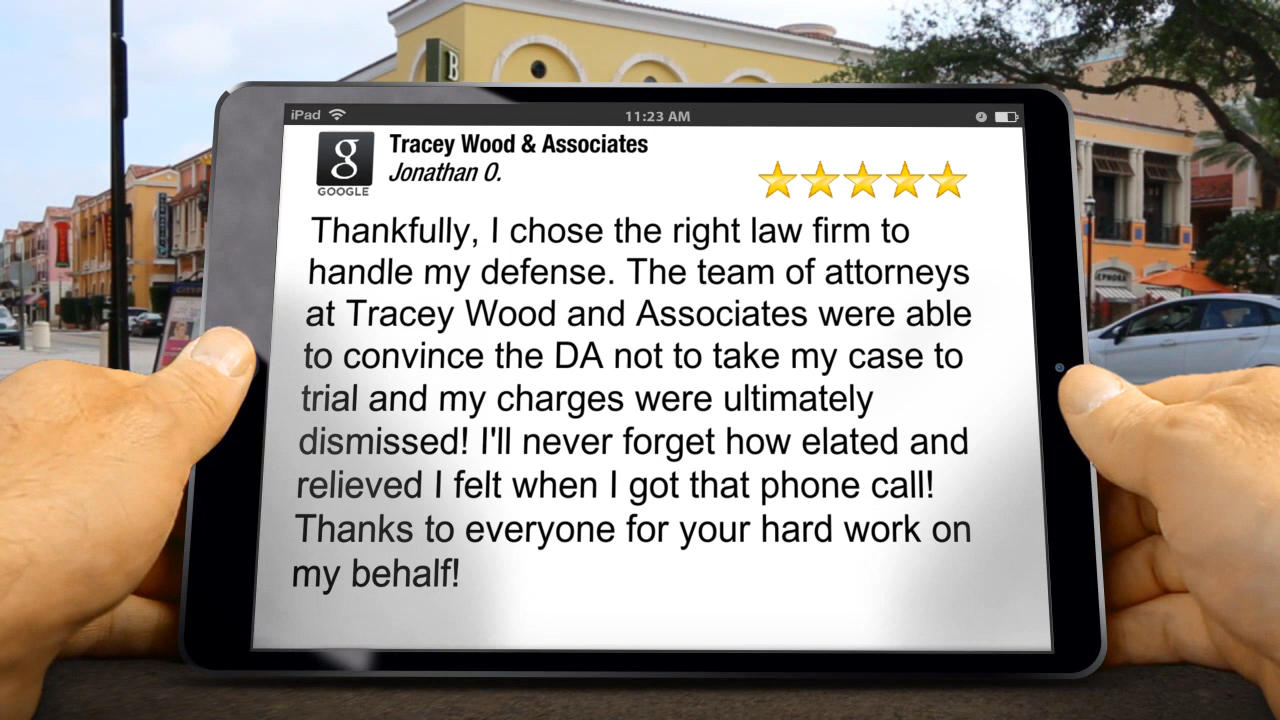 B
iPad
11:23 AM
g
GOOGLE
Tracey Wood & Associates
Jonathan O.
Thankfully, I chose the right law firm to
handle my defense. The team of attorneys
at Tracey Wood and Associates were able
to convince the DA not to take my case to
trial and my charges were ultimately
dismissed! I'll never forget how elated and
relieved I felt when I got that phone call!
Thanks to everyone for your hard work on
my behalf!
SEPHORA